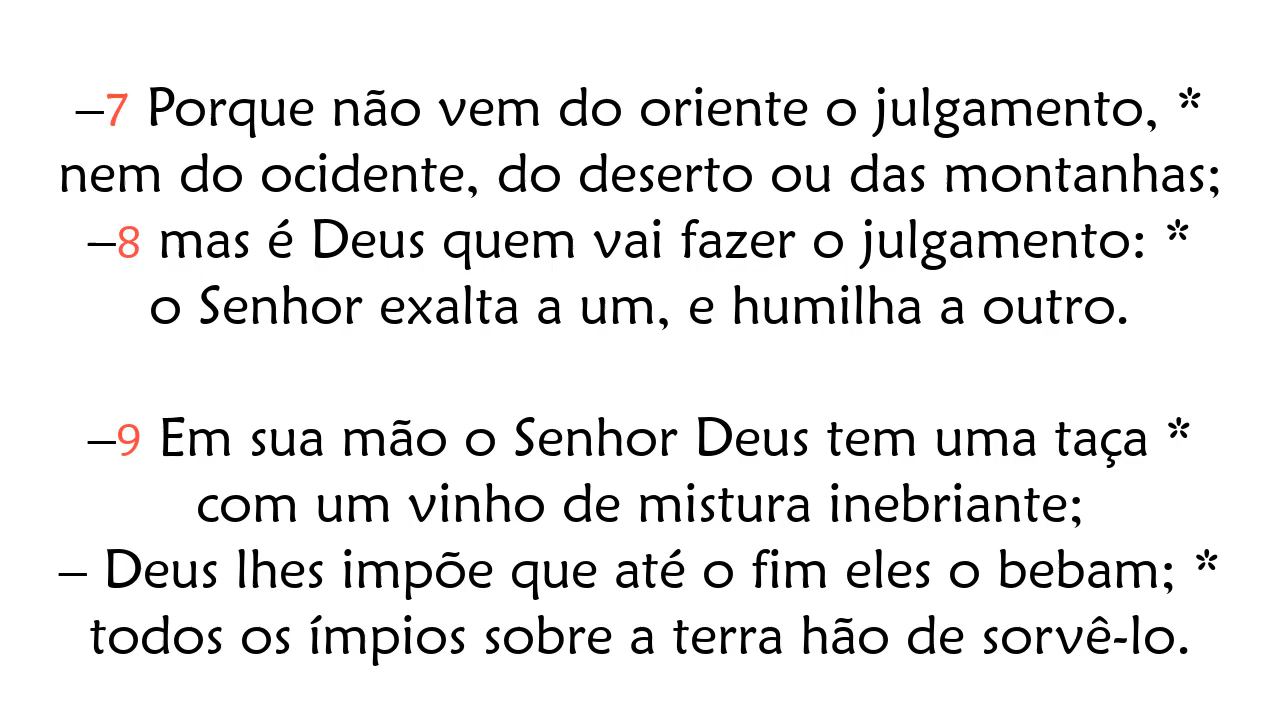 –7 Porque não vem do oriente o julgamento, *
nem do ocidente, do deserto ou das montanhas;
–8 mas é Deus quem vai fazer o julgamento: *
o Senhor exalta a um, e humilha a outro.
–9 Em sua mão o Senhor Deus tem uma taça *
com um vinho de mistura inebriante;
– Deus lhes impõe que até o fim eles o bebam; *
todos os ímpios sobre a terra hão de sorvê-lo.